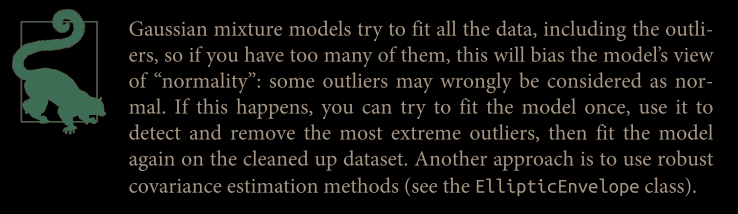 Gaussian mixture models try to fit all the data, including the outli-
ers, so if you have too many of them, this will bias the model’s view
of “normality”: some outliers may wrongly be considered as nor-
mal. If this happens, you can try to fit the model once, use it to
detect and remove the most extreme outliers, then fit the model
again on the cleaned up dataset. Another approach is to use robust
covariance estimation methods (see the EllipticEnvelope class).